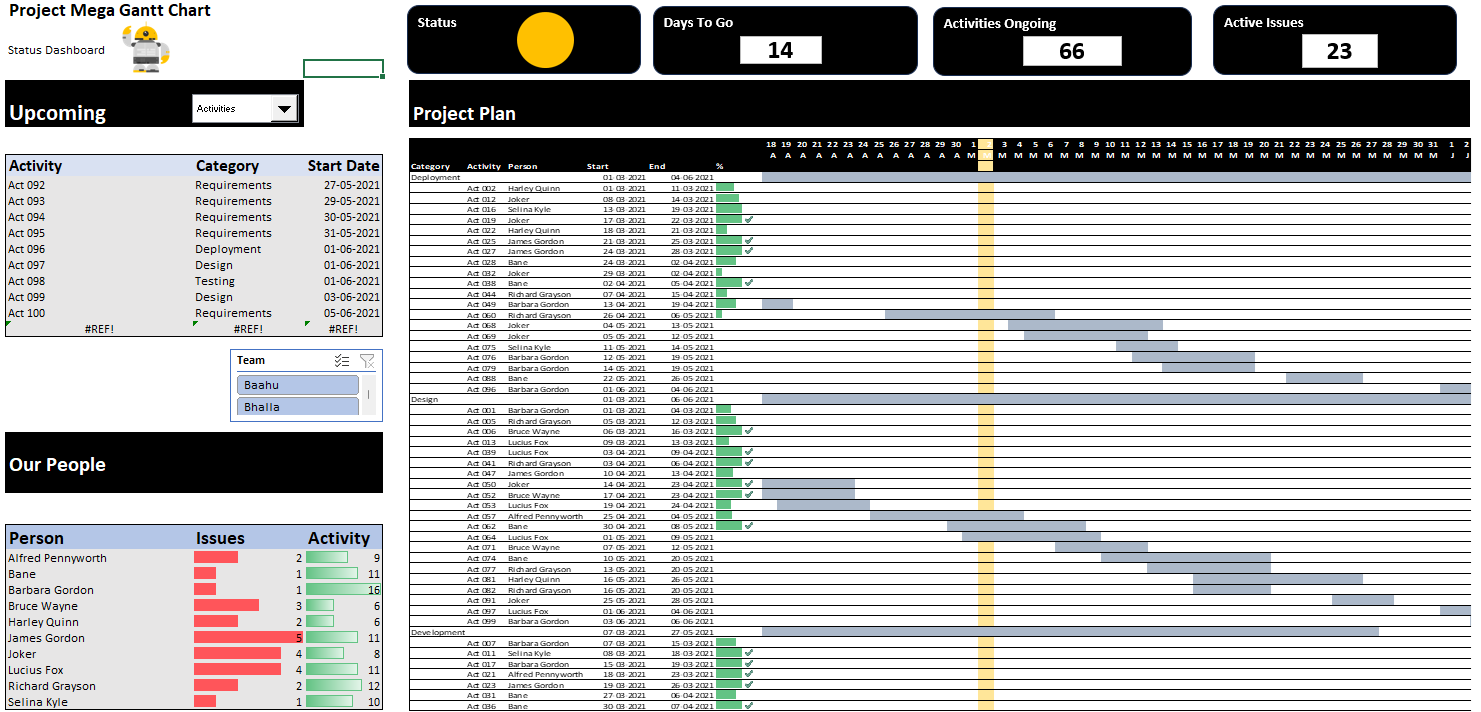 Project Mega Gantt Chart
Status Dashboard
Status
Days To Go
14
Activities Ongoing
66
Active Issues
23
Upcoming
Activities
Activity Category Start Date
Act 092 Requirements 27-05-2021
Act 093 Requirements 29-05-2021
Act 094 Requirements 30-05-2021
Act 095 Requirements 31-05-2021
Act 096 Deployment 01-06-2021
Act 097 Design 01-06-2021
Act 098 Testing 01-06-2021
Act 099 Design 03-06-2021
Act 100 Requirements 05-06-2021
#REF! #REF! #REF!
Team
Baahu
Bhalla
Our People
Person Issues Activity
Alfred Pennyworth 2 9
Bane 1 11
Barbara Gordon 1 16
Bruce Wayne 3 6
Harley Quinn 2 6
James Gordon 5 11
Joker 4 8
Lucius Fox 4 11
Richard Grayson 2 12
Selina Kyle 1 10
Project Plan
18 19 20 21 22 23 24 25 26 27 28 29 30 1 2 3 4 5 6 7 8 9 10 11 12 13 14 15 16 17 18 19 20 21 22 23 24 25 26 27 28 29 30 31 1 2
A A A A A A A A A A A A A M M M M M M M M M M M M M M M M M M M M M M M M M M M M M M M J J
Category Activity Person Start End %
Deployment 01-03-2021 04-06-2021
Act 002 Harley Quinn 01-03-2021 11-03-2021
Act 012 Joker 08-03-2021 14-03-2021
Act 016 Selina Kyle 13-03-2021 19-03-2021
Act 019 Joker 17-03-2021 22-03-2021 ✓
Act 022 Harley Quinn 18-03-2021 21-03-2021
Act 025 James Gordon 21-03-2021 25-03-2021 ✓
Act 027 James Gordon 24-03-2021 28-03-2021 ✓
Act 028 Bane 24-03-2021 02-04-2021
Act 032 Joker 29-03-2021 02-04-2021
Act 038 Bane 02-04-2021 05-04-2021 ✓
Act 044 Richard Grayson 07-04-2021 15-04-2021
Act 049 Barbara Gordon 13-04-2021 19-04-2021
Act 060 Richard Grayson 26-04-2021 06-05-2021
Act 068 Joker 04-05-2021 13-05-2021
Act 069 Joker 05-05-2021 12-05-2021
Act 075 Selina Kyle 11-05-2021 14-05-2021
Act 076 Barbara Gordon 12-05-2021 19-05-2021
Act 079 Barbara Gordon 14-05-2021 19-05-2021
Act 088 Bane 22-05-2021 26-05-2021
Act 096 Barbara Gordon 01-06-2021 04-06-2021
Design 01-03-2021 06-06-2021
Act 001 Barbara Gordon 01-03-2021 04-03-2021
Act 005 Richard Grayson 05-03-2021 12-03-2021
Act 006 Bruce Wayne 06-03-2021 16-03-2021 ✓
Act 013 Lucius Fox 09-03-2021 13-03-2021
Act 039 Lucius Fox 03-04-2021 09-04-2021 ✓
Act 041 Richard Grayson 03-04-2021 06-04-2021 ✓
Act 047 James Gordon 10-04-2021 13-04-2021
Act 050 Joker 14-04-2021 23-04-2021 ✓
Act 052 Bruce Wayne 17-04-2021 23-04-2021 ✓
Act 053 Lucius Fox 19-04-2021 24-04-2021
Act 057 Alfred Pennyworth 25-04-2021 04-05-2021
Act 062 Bane 30-04-2021 08-05-2021 ✓
Act 064 Lucius Fox 01-05-2021 09-05-2021
Act 071 Bruce Wayne 07-05-2021 12-05-2021
Act 074 Bane 10-05-2021 20-05-2021
Act 077 Richard Grayson 13-05-2021 20-05-2021
Act 081 Harley Quinn 16-05-2021 26-05-2021
Act 082 Richard Grayson 16-05-2021 20-05-2021
Act 091 Joker 25-05-2021 28-05-2021
Act 097 Lucius Fox 01-06-2021 04-06-2021
Act 099 Barbara Gordon 03-06-2021 06-06-2021
Development 07-03-2021 27-05-2021
Act 007 Barbara Gordon 07-03-2021 15-03-2021
Act 011 Selina Kyle 08-03-2021 18-03-2021 ✓
Act 017 Barbara Gordon 15-03-2021 19-03-2021 ✓
Act 021 Alfred Pennyworth 18-03-2021 23-03-2021 ✓
Act 023 James Gordon 19-03-2021 26-03-2021 ✓
Act 031 Bane 27-03-2021 06-04-2021
Act 036 Bane 30-03-2021 07-04-2021 ✓